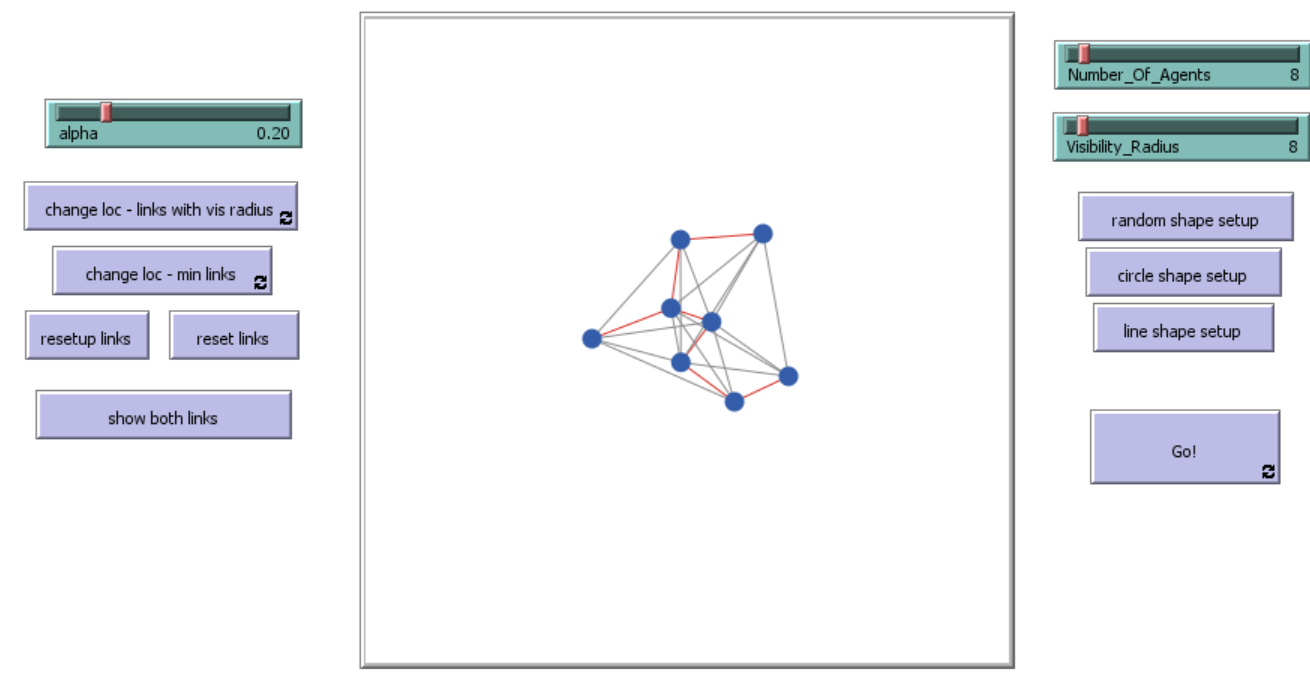 alpha 0.20
change loc - links with vis radius
change loc - min links
resetup links
reset links
show both links
Number_Of_Agents 8
Visibility_Radius 8
random shape setup
circle shape setup
line shape setup
Go!